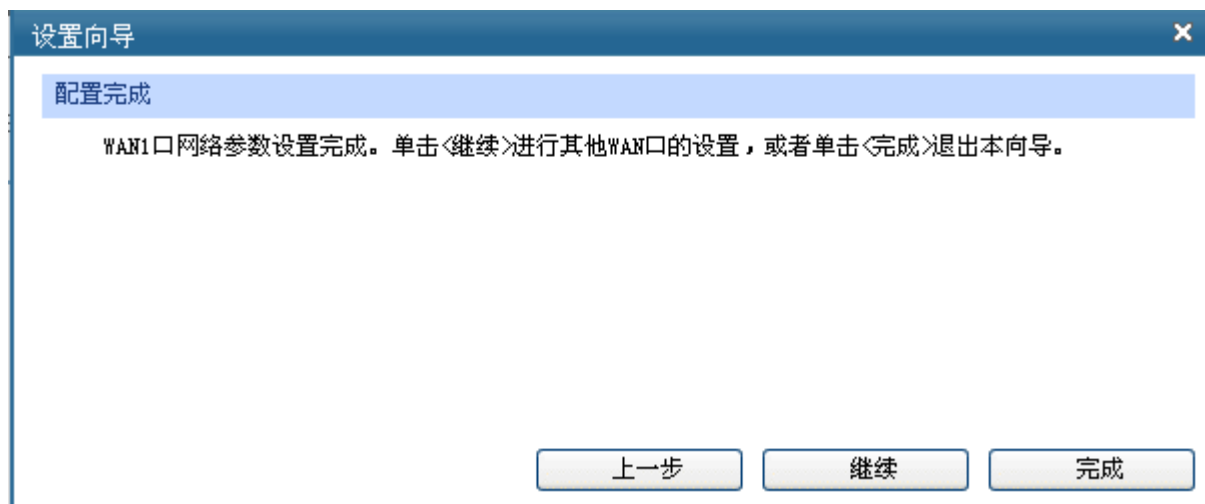 设置向导
配置完成
WAN1口网络参数设置完成。单击<继续>进行其他WAN口的设置，或者单击<完成>退出本向导。
上一步 继续 完成